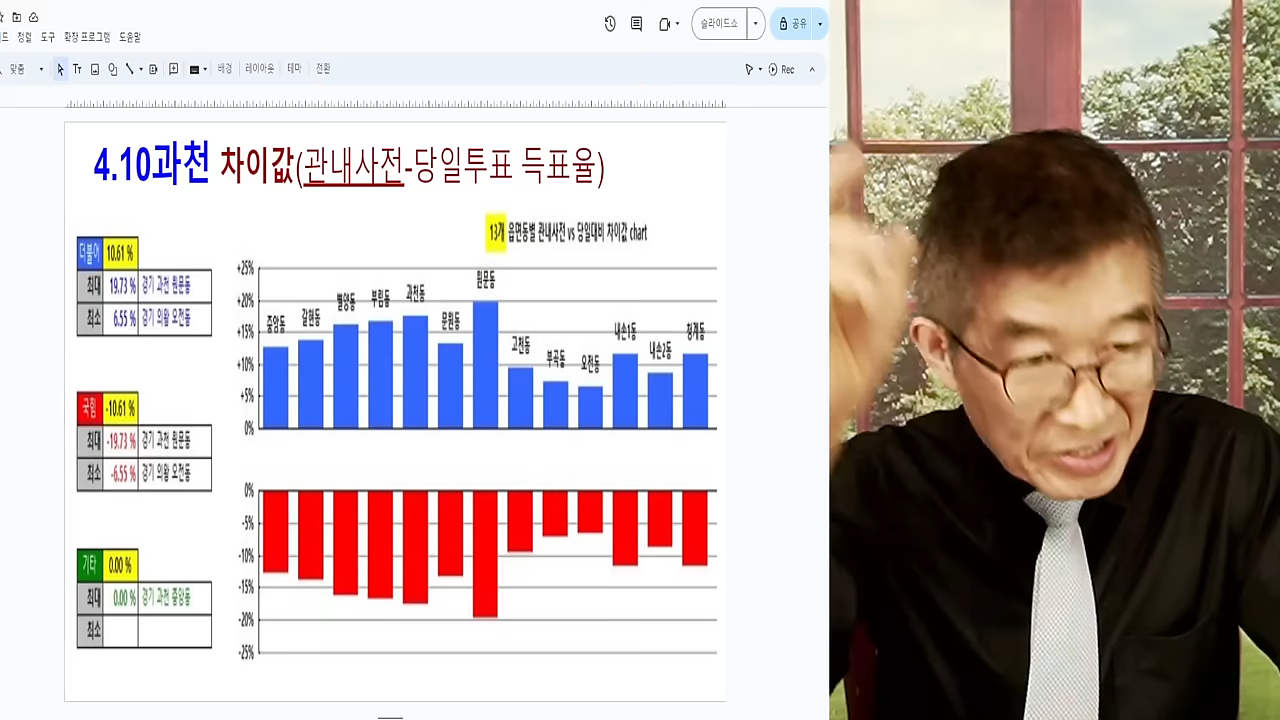 정렬 도구 확장 프로그램 도움말
슬라이드쇼
공유
맞춤
Tт
배경 레이아웃 테마 전환
Rec
4.10과천 차이값(관내사전-당일투표 득표율)
13개 읍면동별 관내사전 vs 당일대비 차이값 chart
더불어 10.61 %
최대 19.73 % 경기 과천 원문동
최소 6.55 % 경기 의왕 오전동
국힘 -10.61 %
최대 -19.73 % 경기 과천 원문동
최소 -6.55 % 경기 의왕 오전동
기타 0.00 %
최대 0.00 % 경기 과천 중앙동
최소
+25%
+20%
+15%
+10%
+5%
0%
중앙동 갈현동 별양동 부림동 과천동 문원동 원문동 고천동 부곡동 오전동 내손1동 내손2동 청계동
0%
-5%
-10%
-15%
-20%
-25%